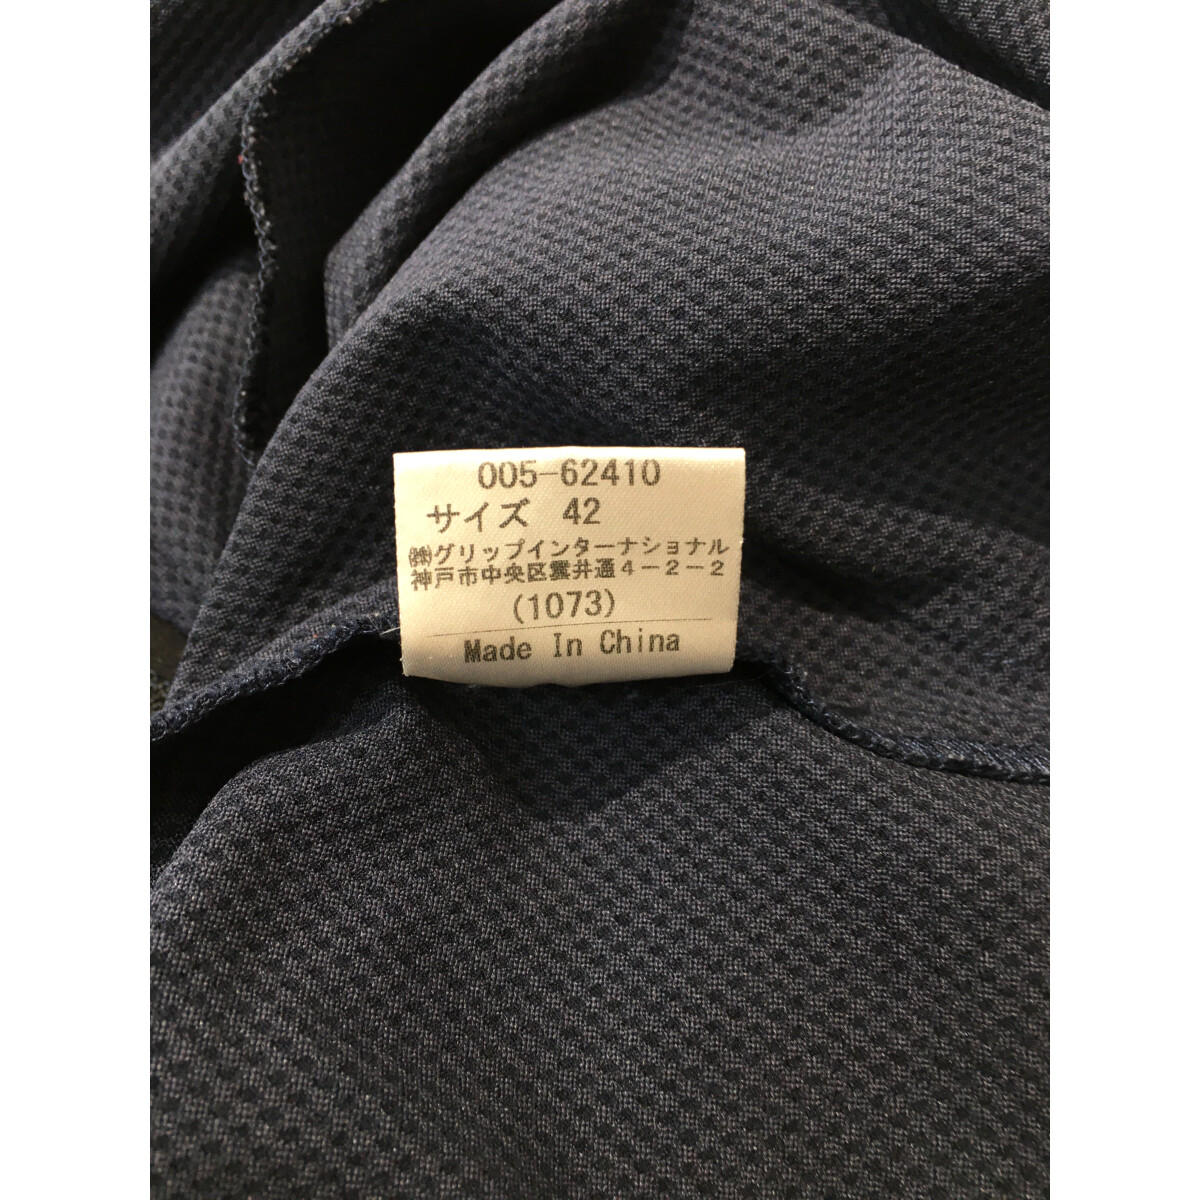 005-62410
サイズ 42
㈱グリップインターナショナル
神戸市中央区雲井通4-2-2
(1073)
Made In China